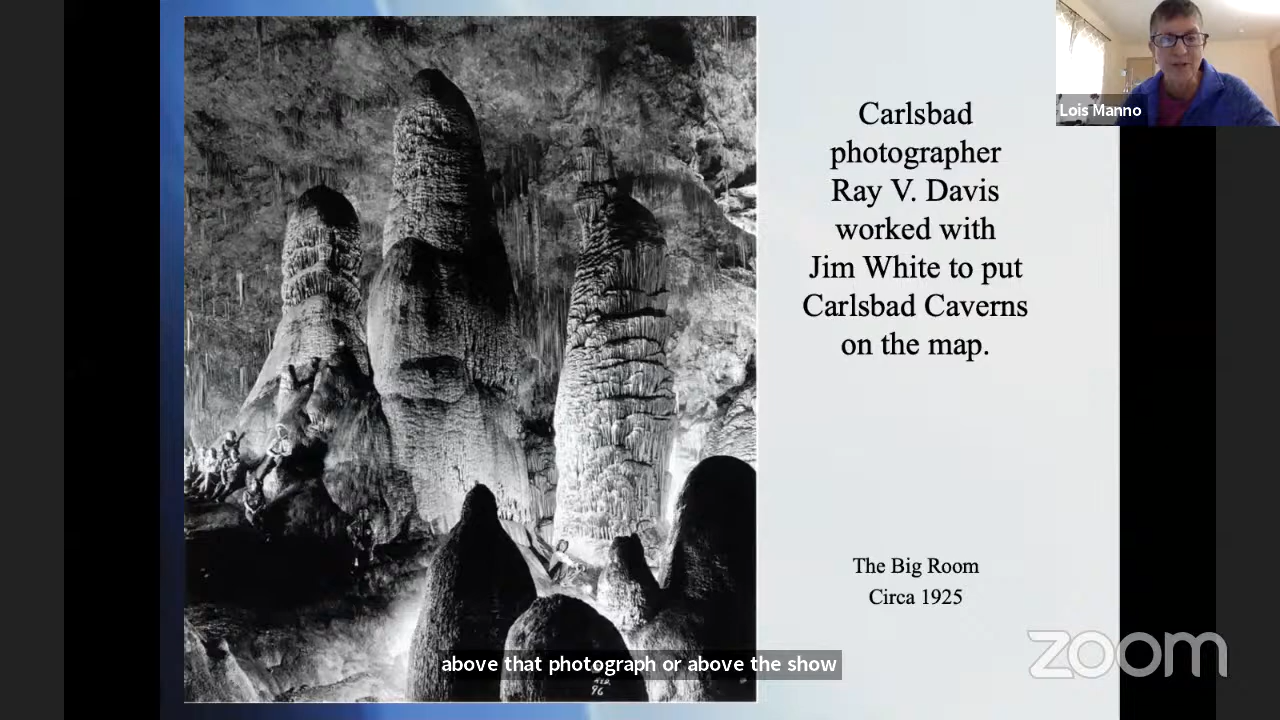 Carlsbad
photographer
Ray V. Davis
worked with
Jim White to put
Carlsbad Caverns
on the map.
Lois Manno
The Big Room
Circa 1925
zoom
above that photograph or above the show
96